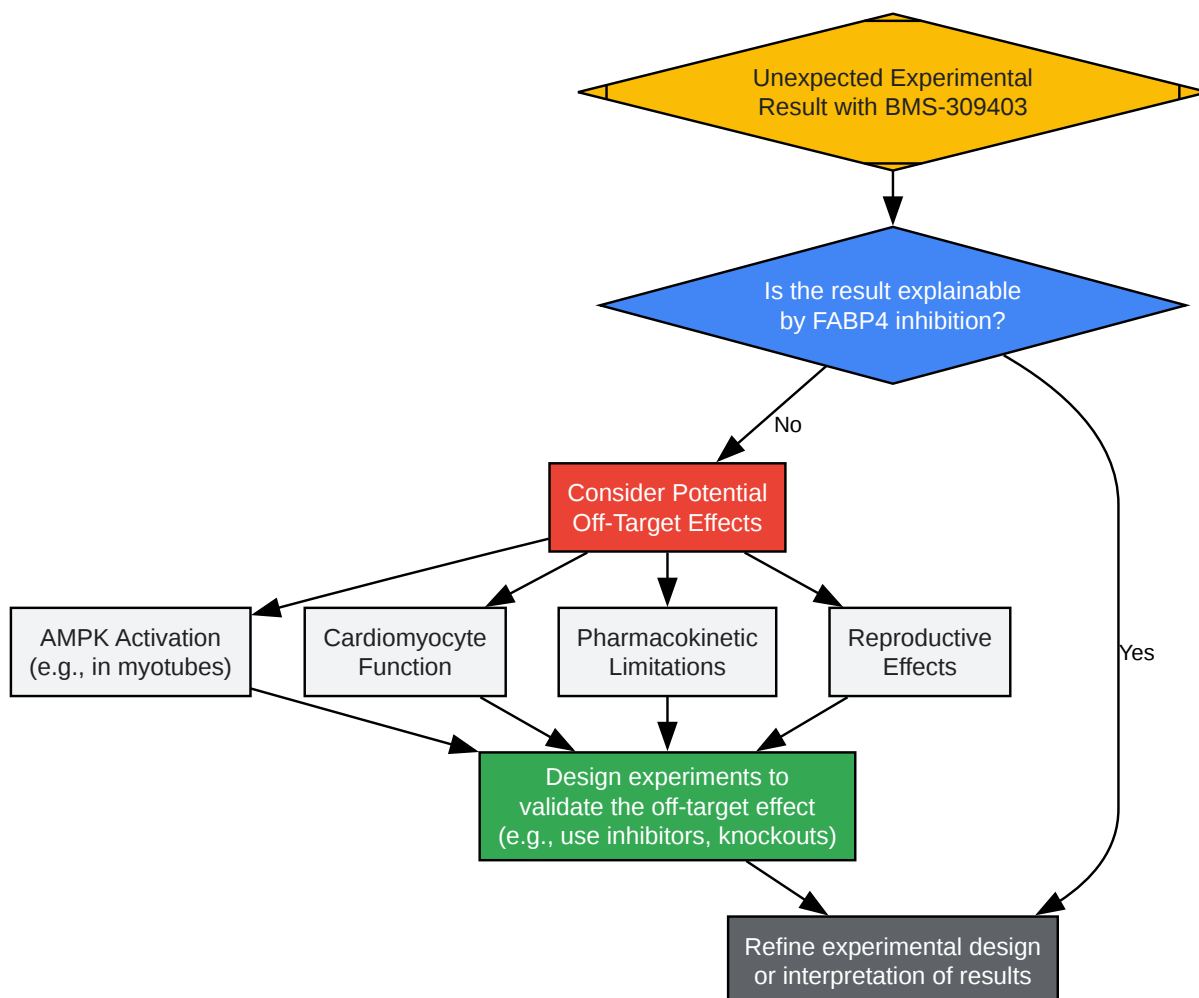 Unexpected Experimental
Result with BMS-309403
Is the result explainable
by FABP4 inhibition?
No
Consider Potential
Off-Target Effects
AMPK Activation
(e.g., in myotubes)
Cardiomyocyte
Function
Pharmacokinetic
Limitations
Reproductive
Effects
Yes
Design experiments to
validate the off-target effect
(e.g., use inhibitors, knockouts)
Refine experimental design
or interpretation of results